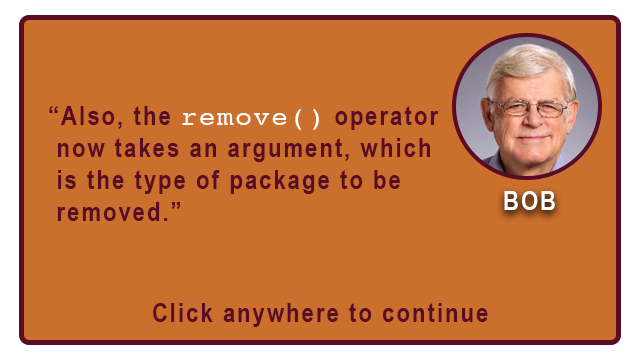 “Also, the remove() operator
now takes an argument, which
is the type of package to be
removed.”
BOB
Click anywhere to continue